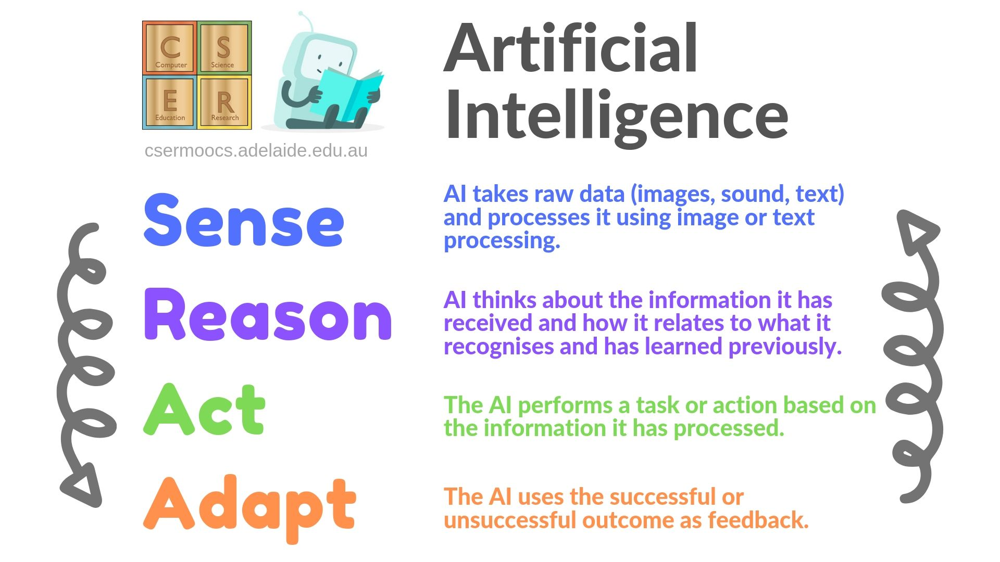 C S
Computer Science
E R
Education Research
csermoocs.adelaide.edu.au
Artificial
Intelligence
Sense
AI takes raw data (images, sound, text)
and processes it using image or text
processing.
Reason
AI thinks about the information it has
received and how it relates to what it
recognises and has learned previously.
Act
The AI performs a task or action based on
the information it has processed.
Adapt
The AI uses the successful or
unsuccessful outcome as feedback.